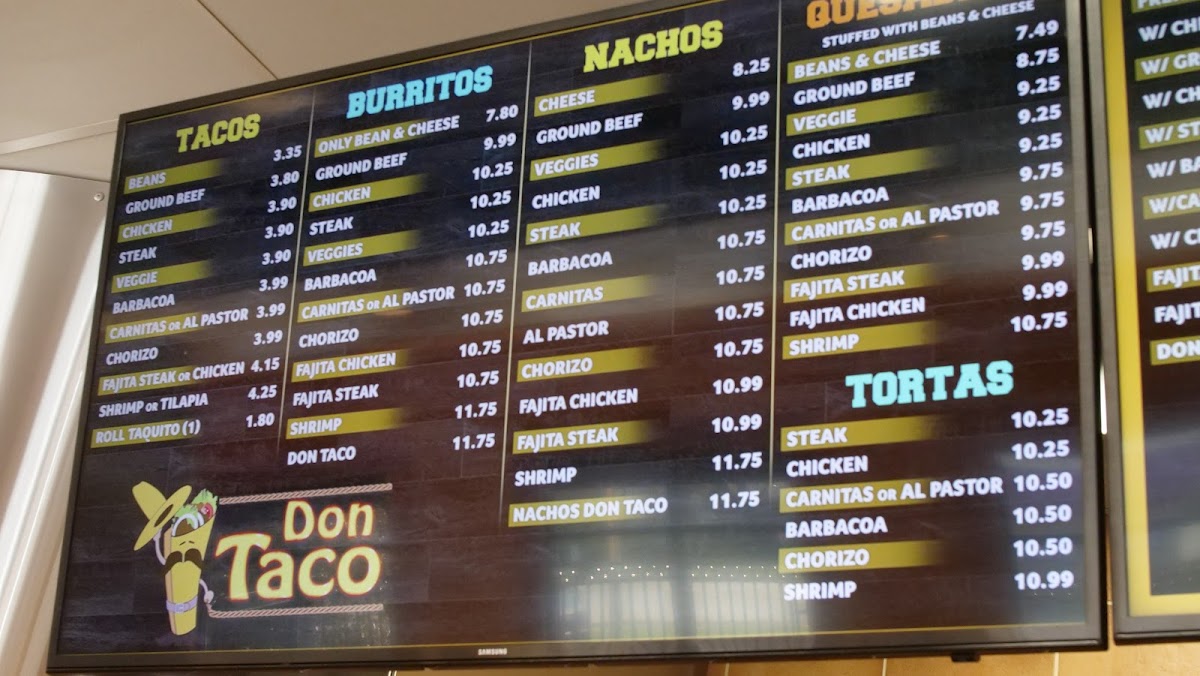 TACOS
BEANS 3.35
GROUND BEEF 3.80
CHICKEN 3.90
STEAK 3.90
VEGGIE 3.90
BARBACOA 3.99
CARNITAS OR AL PASTOR 3.99
CHORIZO 3.99
FAJITA STEAK OR CHICKEN 4.15
SHRIMP OR TILAPIA 4.25
ROLL TAQUITO (1) 1.80
Don
Taco
BURRITOS
ONLY BEAN & CHEESE 7.80
GROUND BEEF 9.99
CHICKEN 10.25
STEAK 10.25
VEGGIES 10.25
BARBACOA 10.75
CARNITAS OR AL PASTOR 10.75
CHORIZO 10.75
FAJITA CHICKEN 10.75
FAJITA STEAK 10.75
SHRIMP 11.75
DON TACO 11.75
NACHOS
CHEESE 8.25
GROUND BEEF 9.99
VEGGIES 10.25
CHICKEN 10.25
STEAK 10.25
BARBACOA 10.75
CARNITAS 10.75
AL PASTOR 10.75
CHORIZO 10.75
FAJITA CHICKEN 10.99
FAJITA STEAK 10.99
SHRIMP 11.75
NACHOS DON TACO 11.75
STUFFED WITH BEANS & CHEESE
BEANS & CHEESE 7.49
GROUND BEEF 8.75
VEGGIE 9.25
CHICKEN 9.25
STEAK 9.25
BARBACOA 9.75
CARNITAS OR AL PASTOR 9.75
CHORIZO 9.75
FAJITA STEAK 9.99
FAJITA CHICKEN 9.99
SHRIMP 10.75
TORTAS
STEAK 10.25
CHICKEN 10.25
CARNITAS OR AL PASTOR 10.50
BARBACOA 10.50
CHORIZO 10.50
SHRIMP 10.99
SAMSUNG
W/
W/
W/
W/
W/
W/
W/
DON